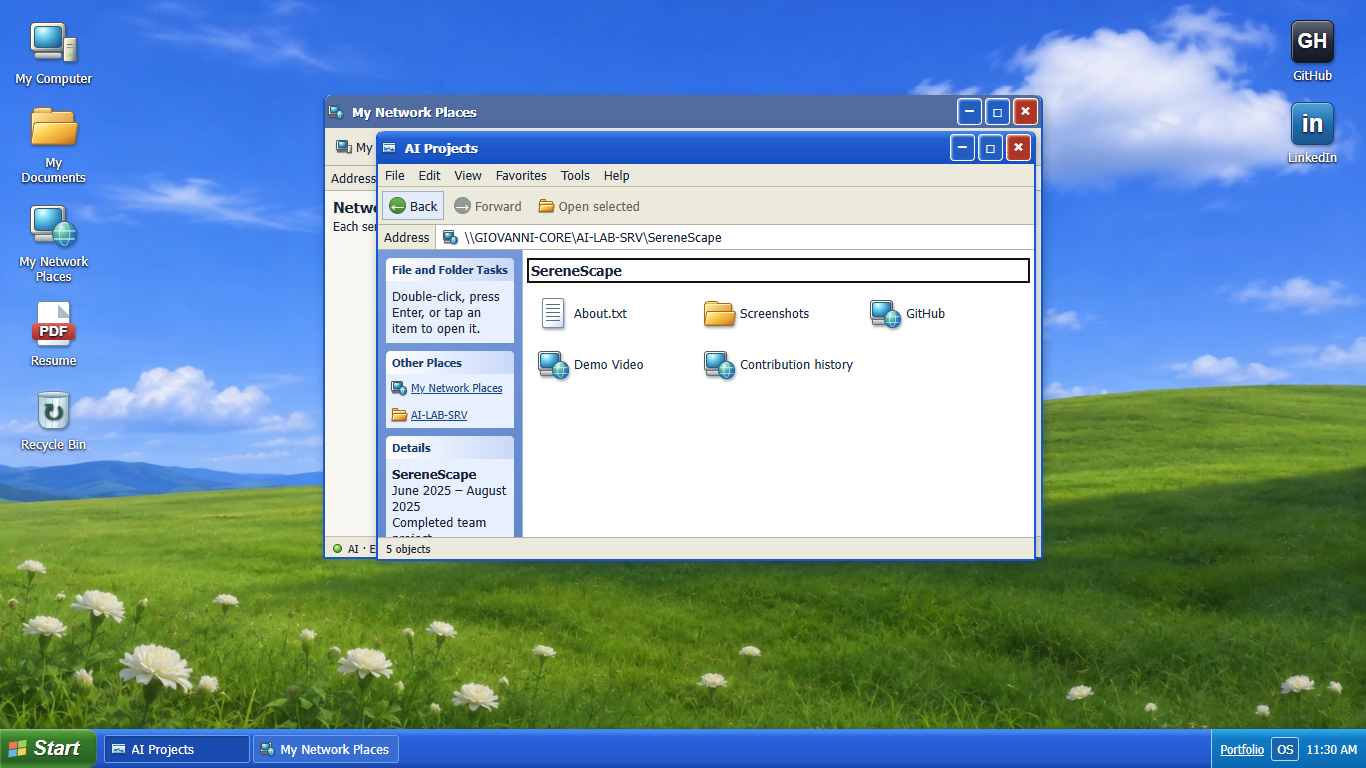 My Computer
My
Documents
My Network
Places
PDF
Resume
Recycle Bin
GH
GitHub
in
LinkedIn
My Network Places
My
Address
Netwo
Each ser
AI · E
AI Projects
File Edit View Favorites Tools Help
Back Forward Open selected
Address \\GIOVANNI-CORE\AI-LAB-SRV\SereneScape
File and Folder Tasks
Double-click, press
Enter, or tap an
item to open it.
Other Places
My Network Places
AI-LAB-SRV
Details
SereneScape
June 2025 – August
2025
Completed team
project
SereneScape
About.txt Screenshots GitHub
Demo Video Contribution history
5 objects
Start AI Projects My Network Places Portfolio OS 11:30 AM